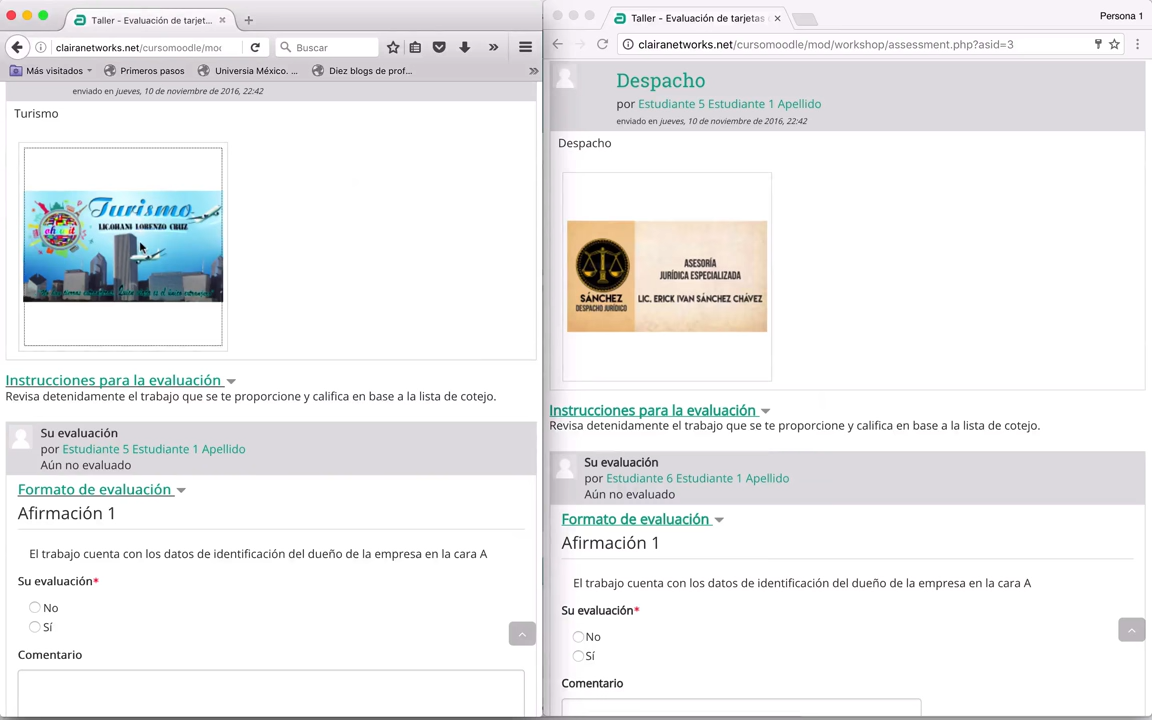 Taller - Evaluación de tarjet...
clairanetworks.net/cursomoodle/moc
Buscar
Más visitados
Primeros pasos
Universia México. ...
Diez blogs de prof...
enviado en jueves, 10 de noviembre de 2016, 22:42
Turismo
Turismo
LIC.OHANI LORENZO CRUZ
Instrucciones para la evaluación
Revisa detenidamente el trabajo que se te proporcione y califica en base a la lista de cotejo.
Su evaluación
por Estudiante 5 Estudiante 1 Apellido
Aún no evaluado
Formato de evaluación
Afirmación 1
El trabajo cuenta con los datos de identificación del dueño de la empresa en la cara A
Su evaluación*
No
Sí
Comentario
Taller - Evaluación de tarjetas
Persona 1
clairanetworks.net/cursomoodle/mod/workshop/assessment.php?asid=3
Despacho
por Estudiante 5 Estudiante 1 Apellido
enviado en jueves, 10 de noviembre de 2016, 22:42
Despacho
ASESORÍA
JURÍDICA ESPECIALIZADA
SÁNCHEZ
DESPACHO JURÍDICO
LIC. ERICK IVAN SÁNCHEZ CHÁVEZ
Instrucciones para la evaluación
Revisa detenidamente el trabajo que se te proporcione y califica en base a la lista de cotejo.
Su evaluación
por Estudiante 6 Estudiante 1 Apellido
Aún no evaluado
Formato de evaluación
Afirmación 1
El trabajo cuenta con los datos de identificación del dueño de la empresa en la cara A
Su evaluación*
No
Sí
Comentario